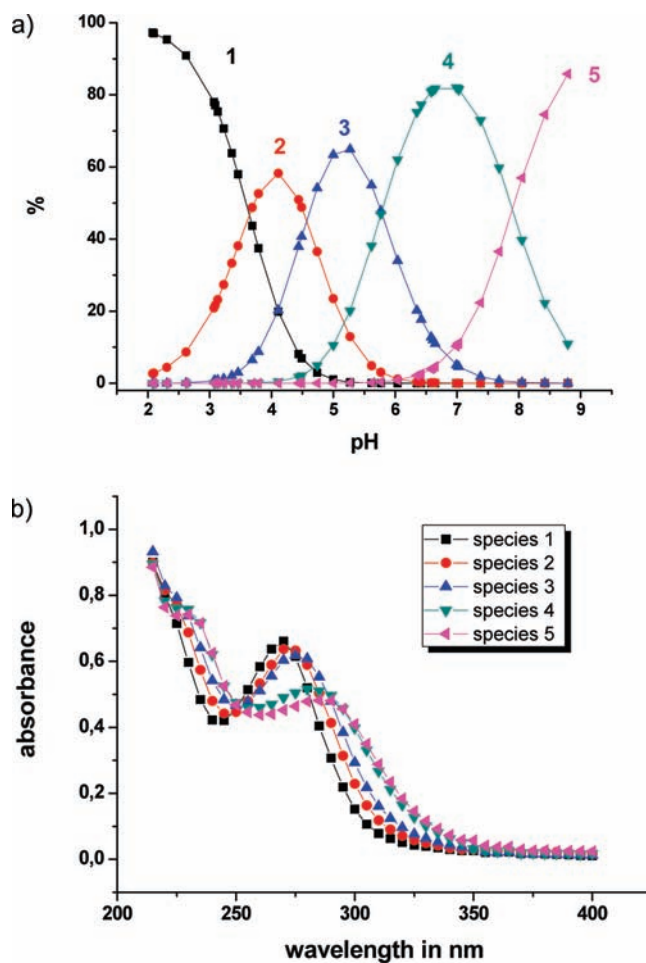 a)
100
80
60
40
20
0
%
1
2
3
4
5
2 3 4 5 6 7 8 9
pH
b)
1,0
0,8
0,6
0,4
0,2
0,0
absorbance
species 1
species 2
species 3
species 4
species 5
200 250 300 350 400
wavelength in nm